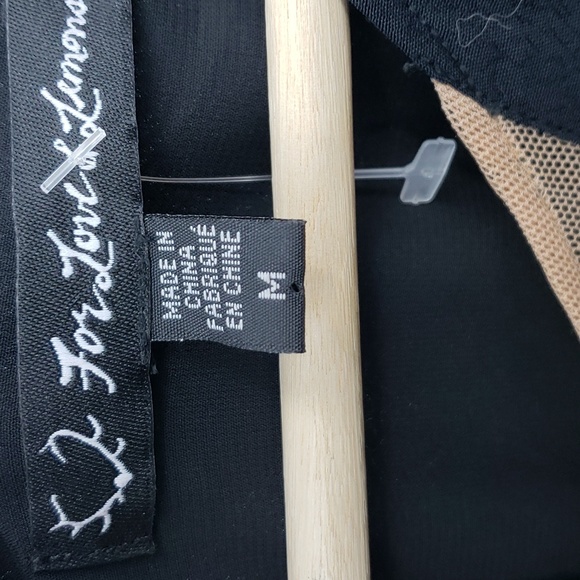 For Love & Lemons
MADE IN
CHINA
FABRIQUÉ
EN CHINE
M